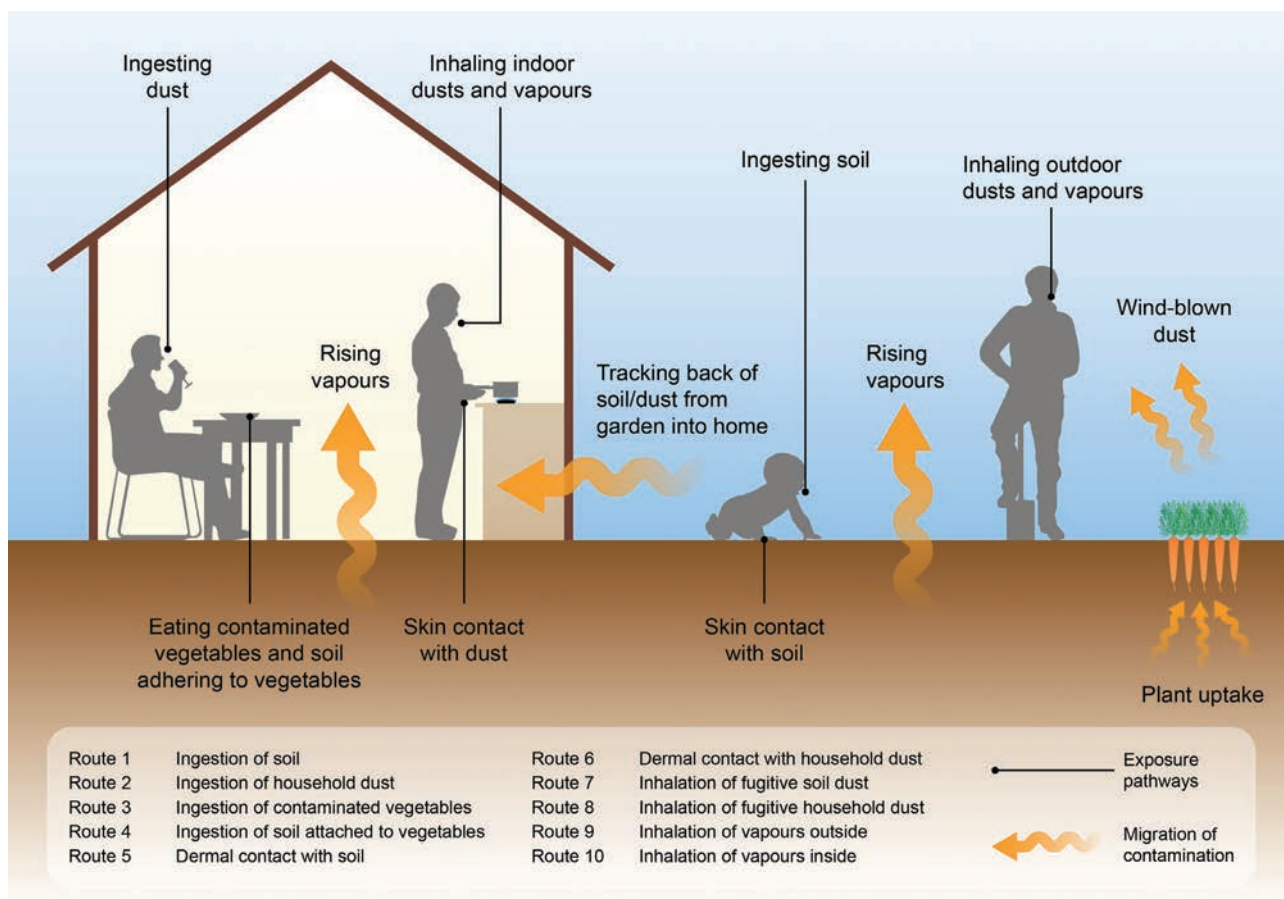 Ingesting
dust
Inhaling indoor
dusts and vapours
Ingesting soil
Inhaling outdoor
dusts and vapours
Wind-blown
dust
Rising
vapours
Tracking back of
soil/dust from
garden into home
Rising
vapours
Eating contaminated
vegetables and soil
adhering to vegetables
Skin contact
with dust
Skin contact
with soil
Plant uptake
Route 1 Ingestion of soil
Route 2 Ingestion of household dust
Route 3 Ingestion of contaminated vegetables
Route 4 Ingestion of soil attached to vegetables
Route 5 Dermal contact with soil
Route 6 Dermal contact with household dust
Route 7 Inhalation of fugitive soil dust
Route 8 Inhalation of fugitive household dust
Route 9 Inhalation of vapours outside
Route 10 Inhalation of vapours inside
Exposure
pathways
Migration of
contamination